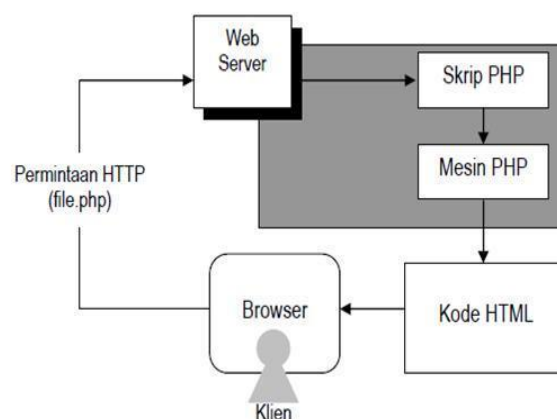 Web
Server
Skrip PHP
Mesin PHP
Permintaan HTTP
(file.php)
Browser
Kode HTML
Klien